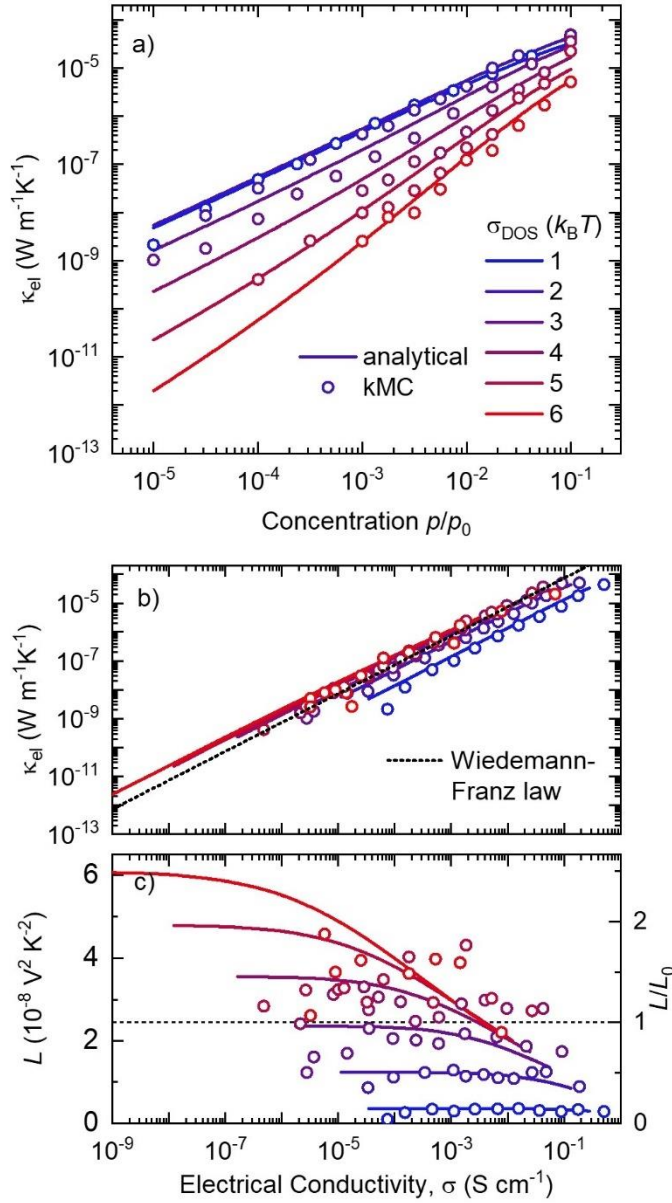 a)
κel (W m⁻¹K⁻¹)
10⁻⁵
10⁻⁷
10⁻⁹
10⁻¹¹
10⁻¹³
σDOS (kBT)
1
2
3
4
5
6
analytical
kMC
10⁻⁵ 10⁻⁴ 10⁻³ 10⁻² 10⁻¹
Concentration p/p₀
b)
κel (W m⁻¹K⁻¹)
10⁻⁵
10⁻⁷
10⁻⁹
10⁻¹¹
10⁻¹³
Wiedemann-
Franz law
c)
L (10⁻⁸ V² K⁻²)
6
4
2
0
L/L₀
2
1
0
10⁻⁹ 10⁻⁷ 10⁻⁵ 10⁻³ 10⁻¹
Electrical Conductivity, σ (S cm⁻¹)